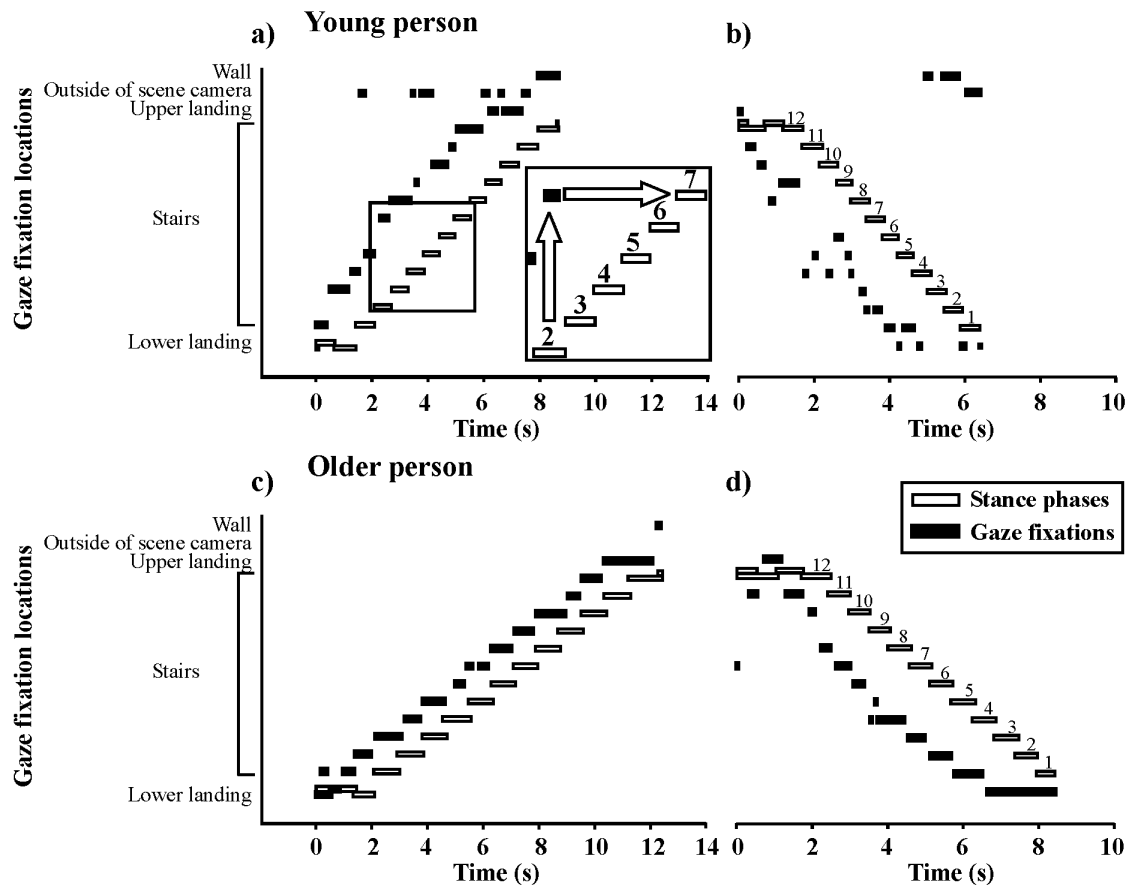 a) Young person b)
Wall
Outside of scene camera
Upper landing
Stairs
Lower landing
Gaze fixation locations
7
6
5
4
3
2
12
11
10
9
8
7
6
5
4
3
2
1
0 2 4 6 8 10 12 14
Time (s)
0 2 4 6 8 10
Time (s)
Older person
c) d)
Stance phases
Gaze fixations
Wall
Outside of scene camera
Upper landing
Stairs
Lower landing
Gaze fixation locations
12
11
10
9
8
7
6
5
4
3
2
1
0 2 4 6 8 10 12 14
Time (s)
0 2 4 6 8 10
Time (s)